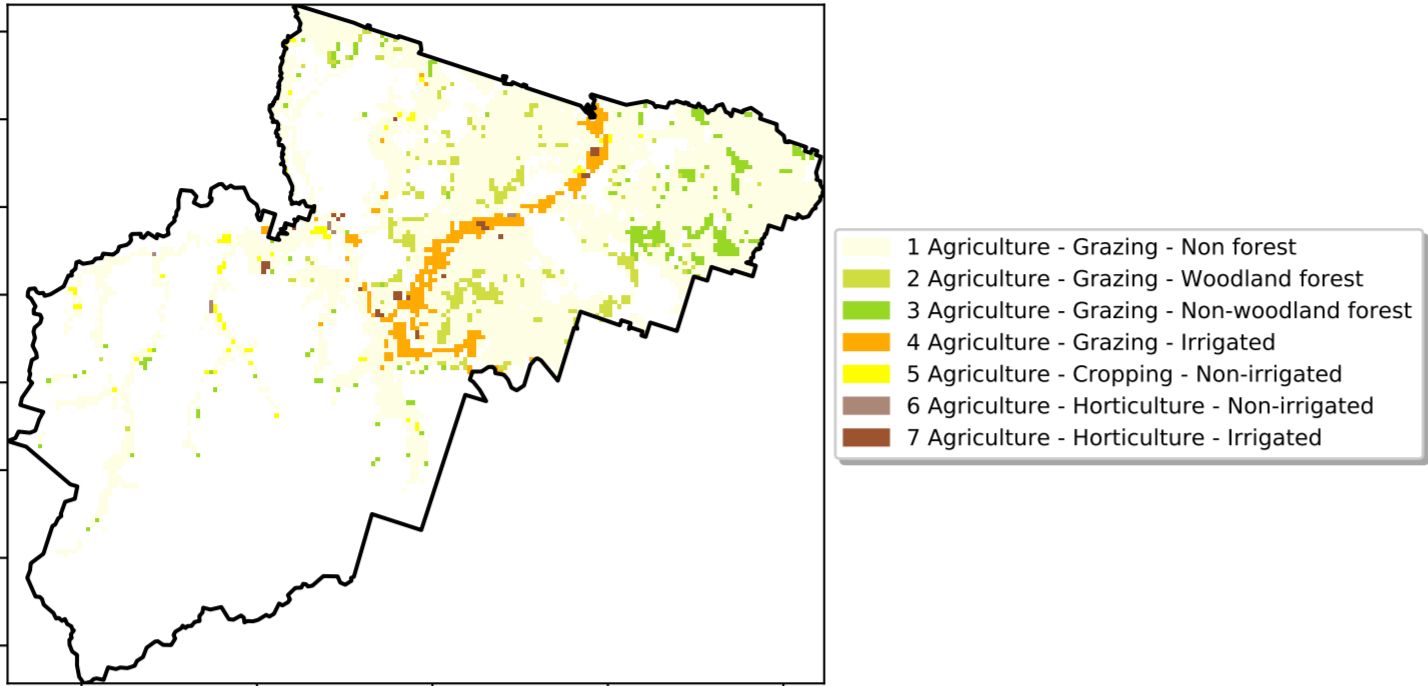 1 Agriculture - Grazing - Non forest
2 Agriculture - Grazing - Woodland forest
3 Agriculture - Grazing - Non-woodland forest
4 Agriculture - Grazing - Irrigated
5 Agriculture - Cropping - Non-irrigated
6 Agriculture - Horticulture - Non-irrigated
7 Agriculture - Horticulture - Irrigated